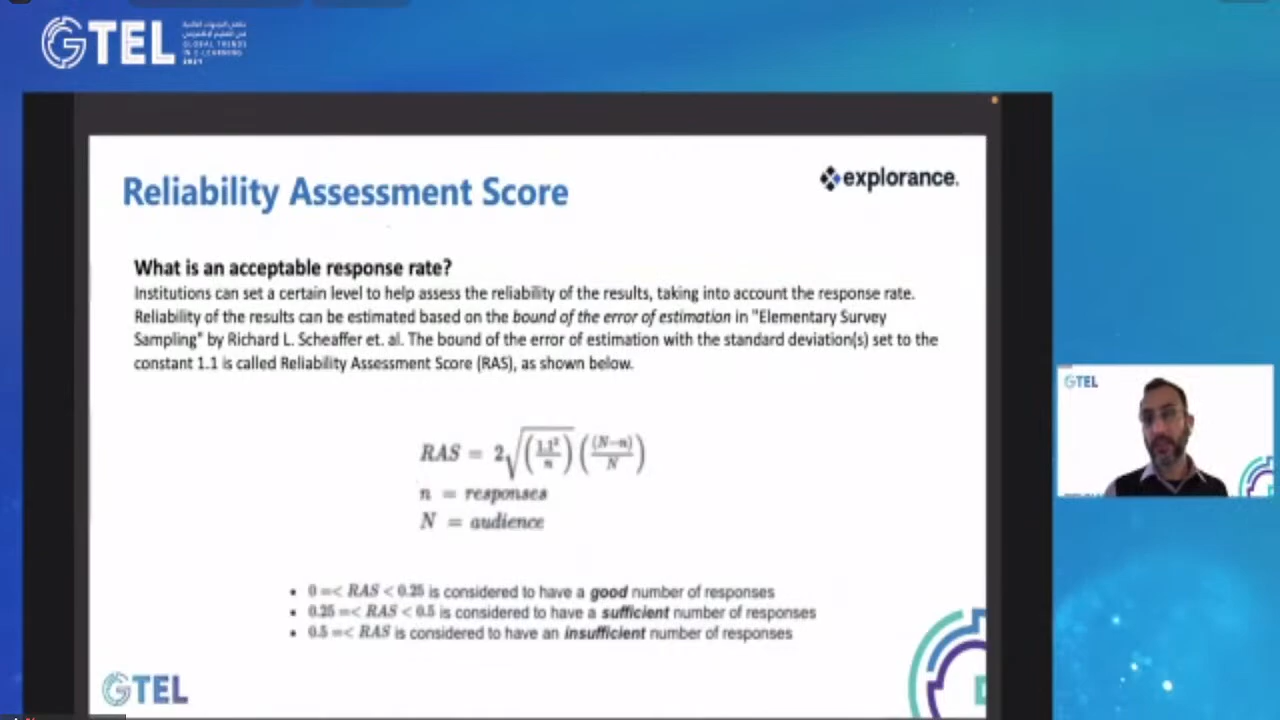 GTEL
GLOBAL TRENDS
IN E-LEARNING
2021
Reliability Assessment Score
explorance.
What is an acceptable response rate?
Institutions can set a certain level to help assess the reliability of the results, taking into account the response rate.
Reliability of the results can be estimated based on the bound of the error of estimation in "Elementary Survey
Sampling" by Richard L. Scheaffer et. al. The bound of the error of estimation with the standard deviation(s) set to the
constant 1.1 is called Reliability Assessment Score (RAS), as shown below.
RAS = 2√((1.1²/n)) ((N−n)/N)
n = responses
N = audience
• 0 =< RAS < 0.25 is considered to have a good number of responses
• 0.25 =< RAS < 0.5 is considered to have a sufficient number of responses
• 0.5 =< RAS is considered to have an insufficient number of responses
GTEL
GTEL